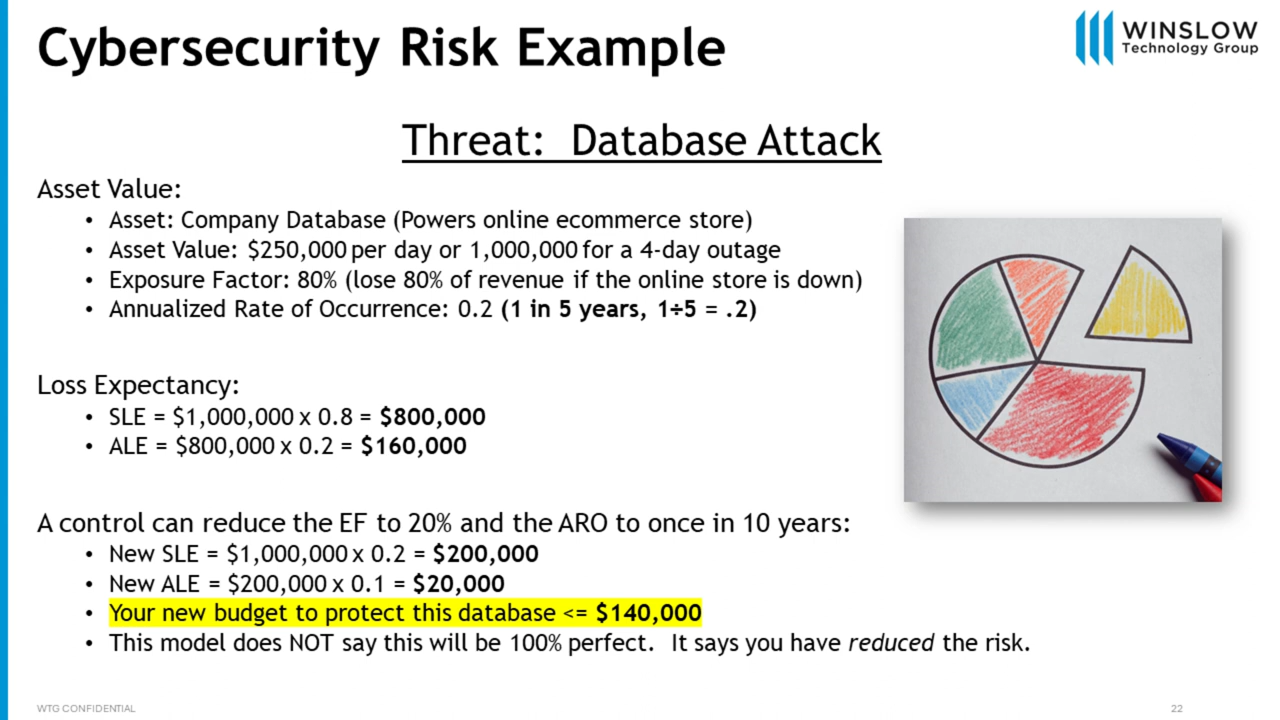 Cybersecurity Risk Example
WINSLOW
Technology Group
Threat: Database Attack
Asset Value:
• Asset: Company Database (Powers online ecommerce store)
• Asset Value: $250,000 per day or 1,000,000 for a 4-day outage
• Exposure Factor: 80% (lose 80% of revenue if the online store is down)
• Annualized Rate of Occurrence: 0.2 (1 in 5 years, 1÷5 = .2)
Loss Expectancy:
• SLE = $1,000,000 x 0.8 = $800,000
• ALE = $800,000 x 0.2 = $160,000
A control can reduce the EF to 20% and the ARO to once in 10 years:
• New SLE = $1,000,000 x 0.2 = $200,000
• New ALE = $200,000 x 0.1 = $20,000
• Your new budget to protect this database <= $140,000
• This model does NOT say this will be 100% perfect. It says you have reduced the risk.
WTG CONFIDENTIAL
22